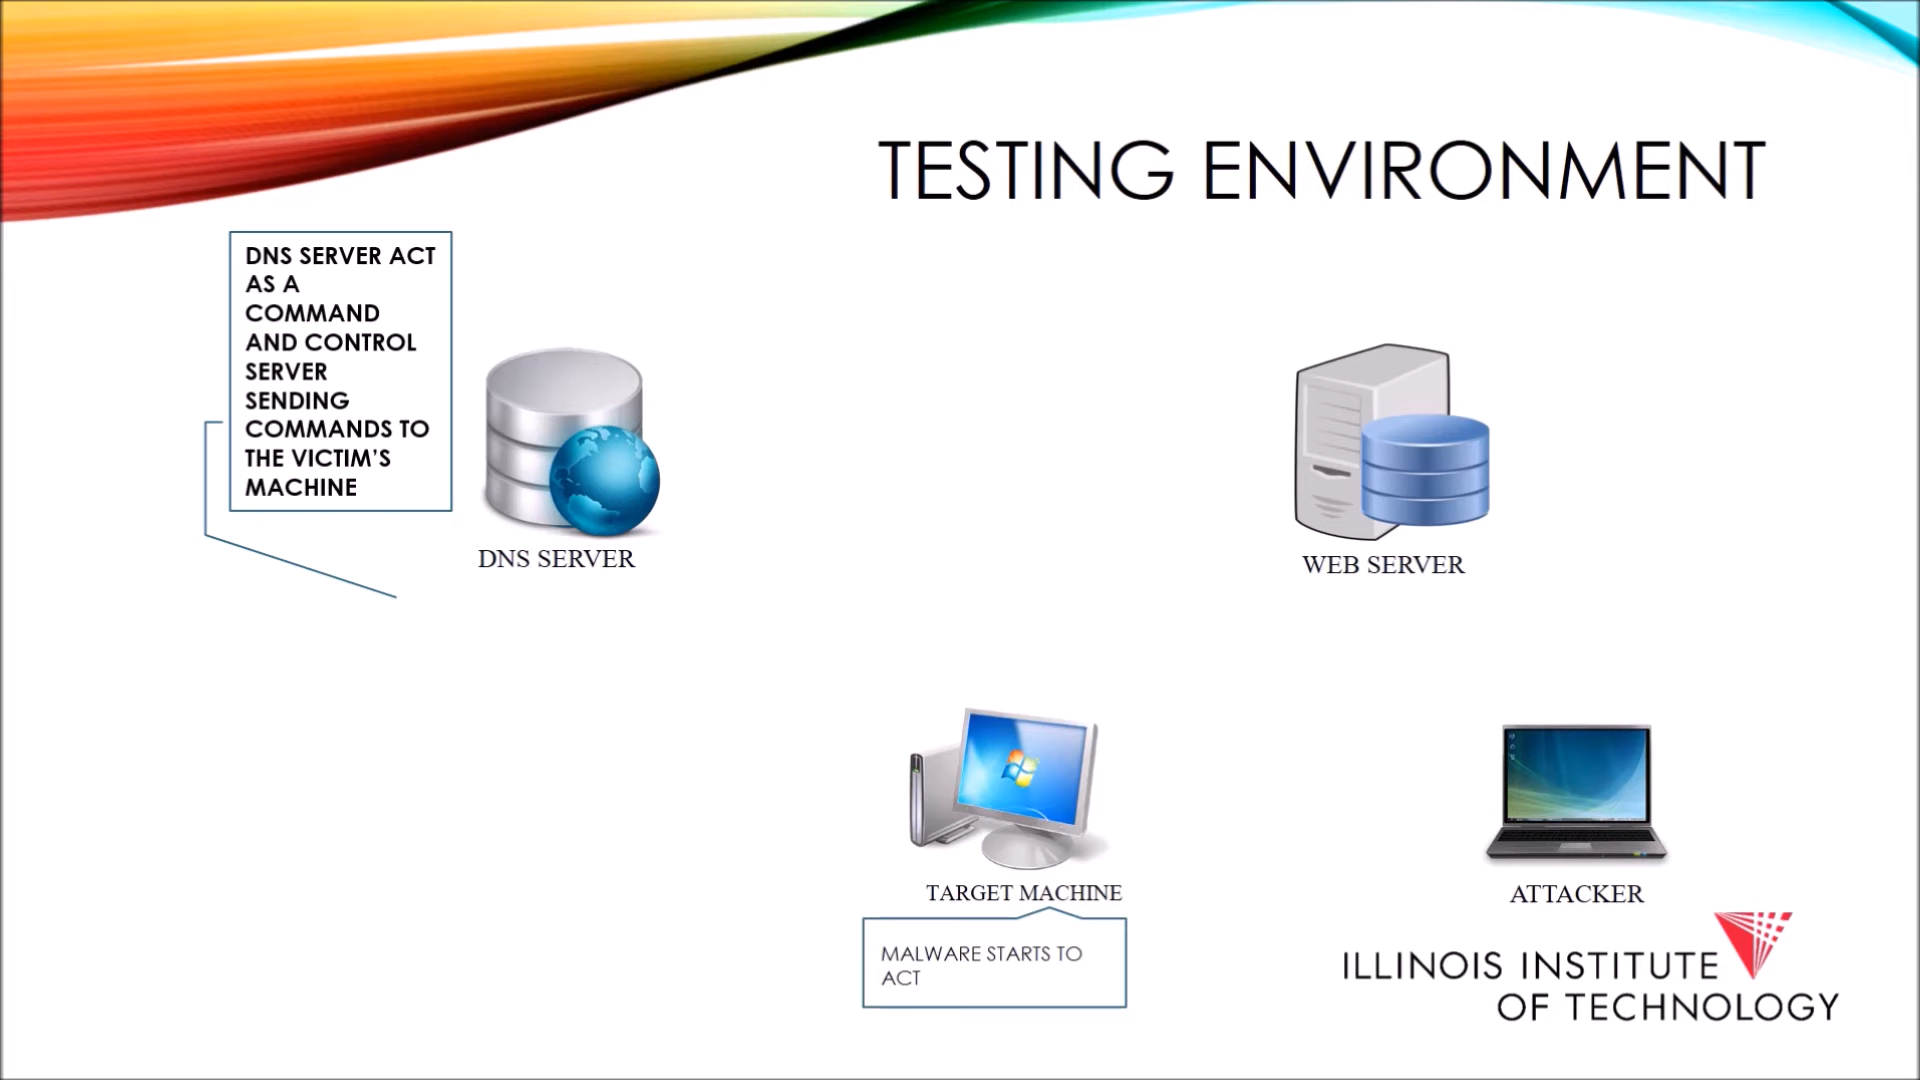 TESTING ENVIRONMENT
DNS SERVER ACT
AS A
COMMAND
AND CONTROL
SERVER
SENDING
COMMANDS TO
THE VICTIM’S
MACHINE
DNS SERVER
WEB SERVER
TARGET MACHINE
ATTACKER
MALWARE STARTS TO
ACT
ILLINOIS INSTITUTE
OF TECHNOLOGY